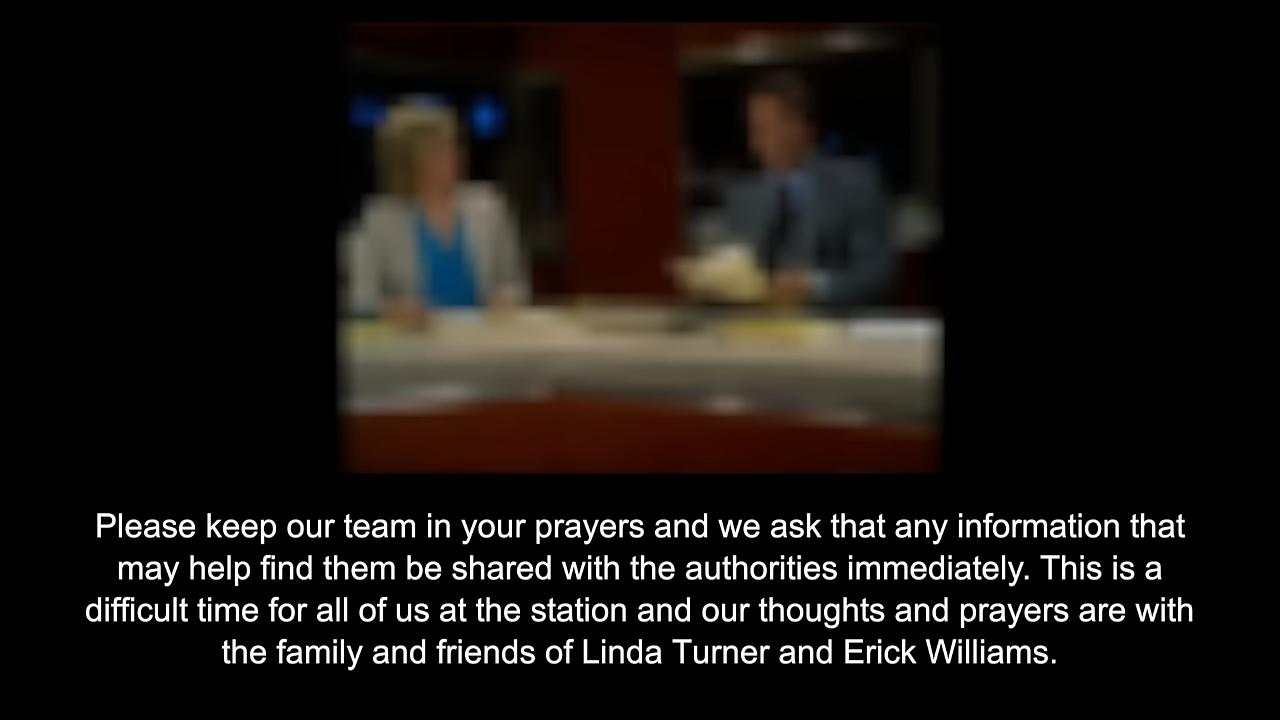 Please keep our team in your prayers and we ask that any information that
may help find them be shared with the authorities immediately. This is a
difficult time for all of us at the station and our thoughts and prayers are with
the family and friends of Linda Turner and Erick Williams.